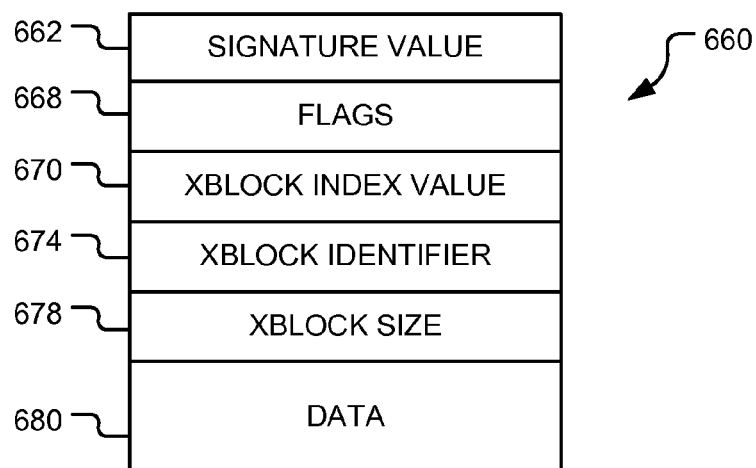 662 SIGNATURE VALUE 660
668 FLAGS
670 XBLOCK INDEX VALUE
674 XBLOCK IDENTIFIER
678 XBLOCK SIZE
680 DATA